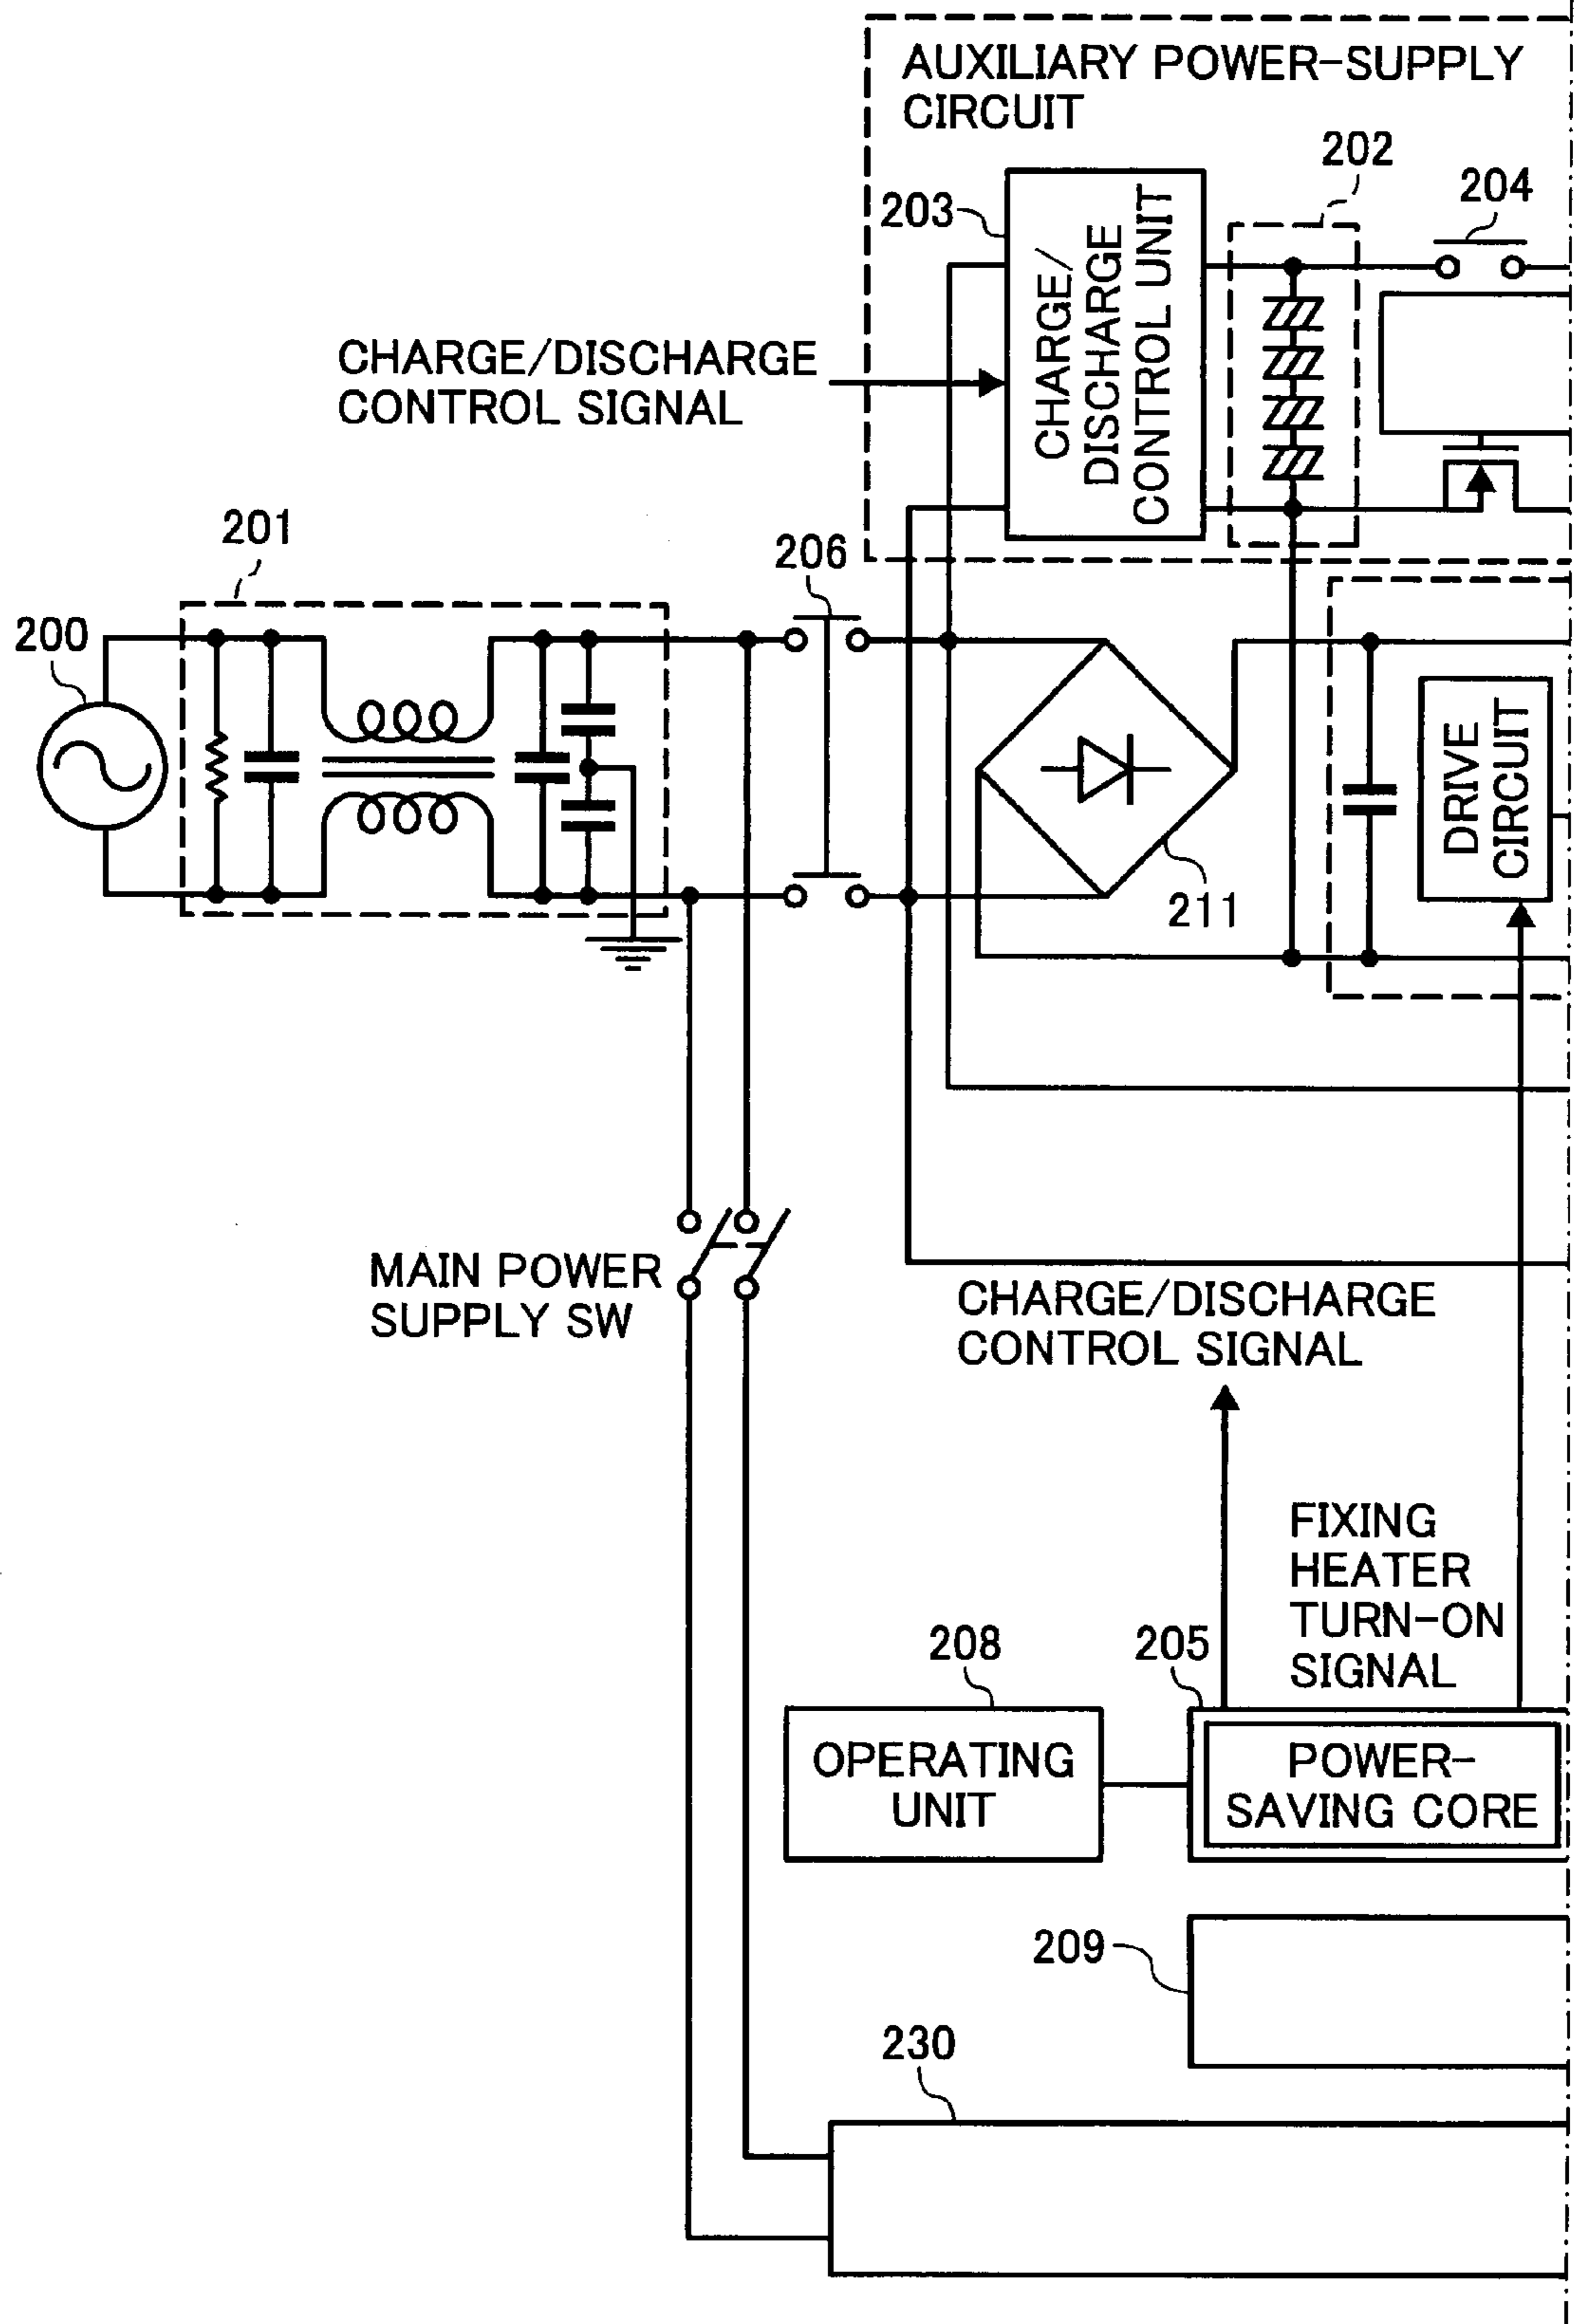 AUXILIARY POWER-SUPPLY
CIRCUIT
202
204
203
CHARGE/
DISCHARGE
CONTROL UNIT
CHARGE/DISCHARGE
CONTROL SIGNAL
201
206
200
DRIVE
CIRCUIT
211
MAIN POWER
SUPPLY SW
CHARGE/DISCHARGE
CONTROL SIGNAL
FIXING
HEATER
TURN-ON
SIGNAL
208
205
OPERATING
UNIT
POWER-
SAVING CORE
209
230